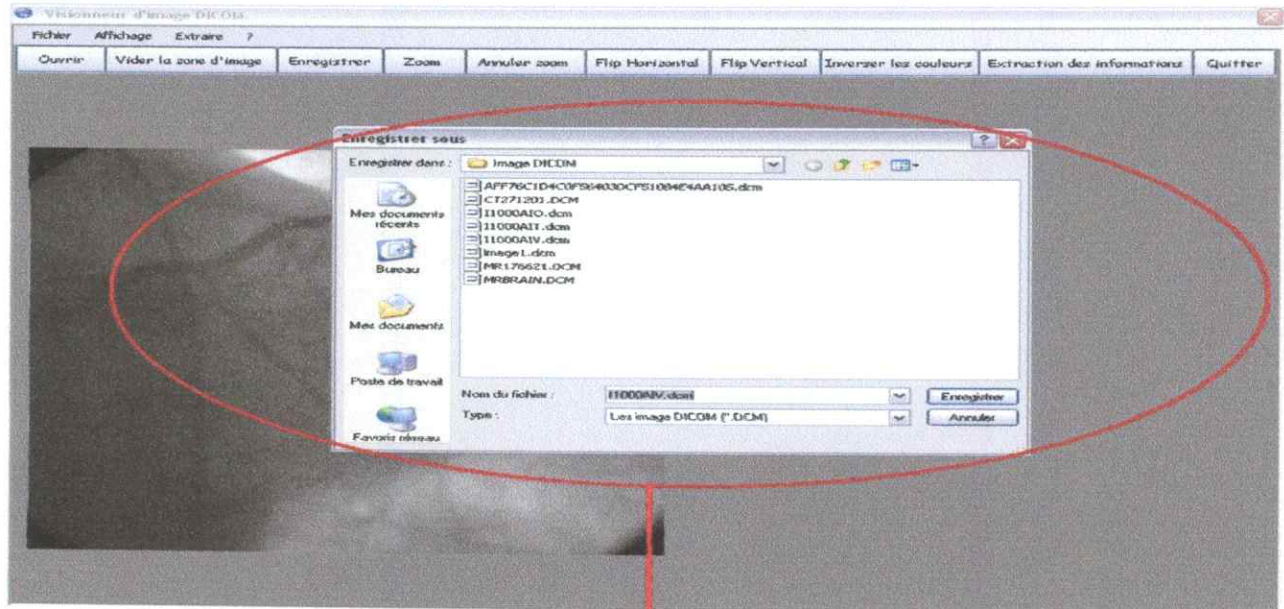 Visionneur d'image DICOM
Fichier Affichage Extraire ?
Ouvrir Vider la zone d'image Enregistrer Zoom Annuler zoom Flip Horizontal Flip Vertical Inverser les couleurs Extraction des informations Quitter
Enregistrer sous
Enregistrer dans : Image DICOM
CT271201.DCM
I1000AIO.dcm
I1000AIT.dcm
I1000AIV.dcm
Image1.dcm
MR176621.DCM
MRBRAIN.DCM
Mes documents
récents
Bureau
Mes documents
Poste de travail
Favoris réseau
Nom du fichier : I1000AIV.dcm Enregistrer
Type : Les image DICOM (*.DCM) Annuler